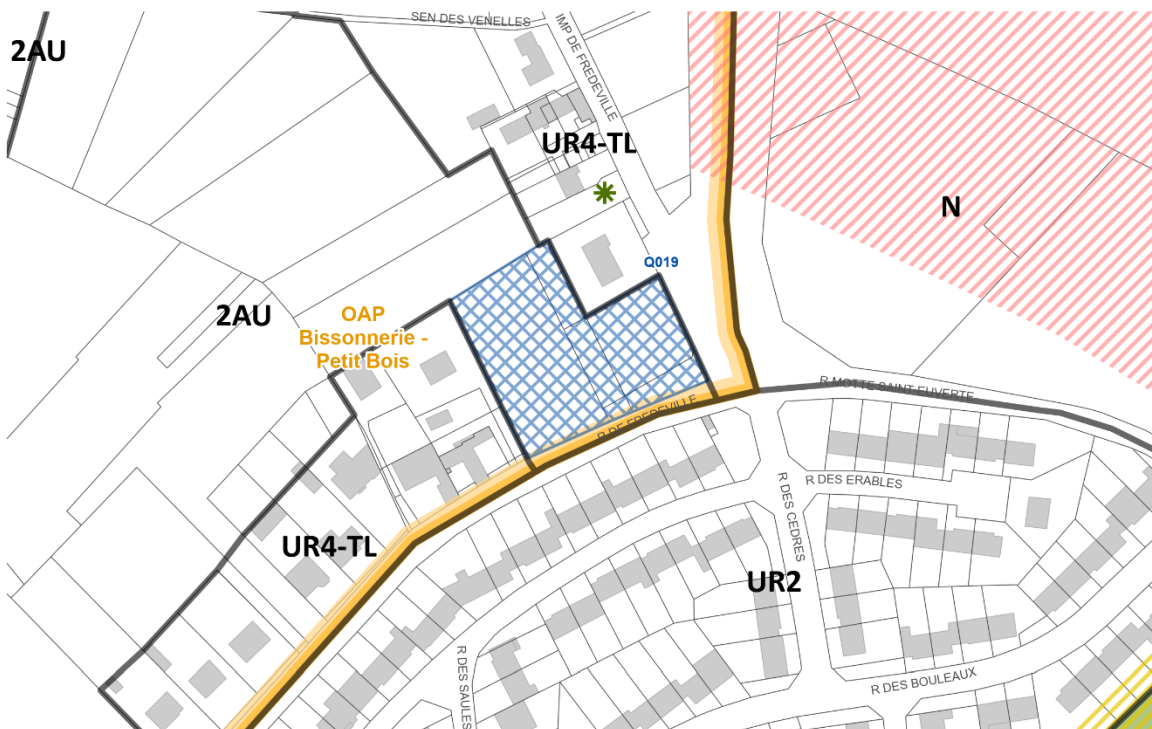 SEN DES VENELLES
2AU
IMP DE FREDEVILLE
UR4-TL
N
Q019
2AU
OAP
Bissonnerie -
Petit Bois
R MOTTE SAINT EUVERTE
R DE FREDEVILLE
R DES ERABLES
R DES CEDRES
UR4-TL
UR2
R DES SAULES
R DES BOULEAUX